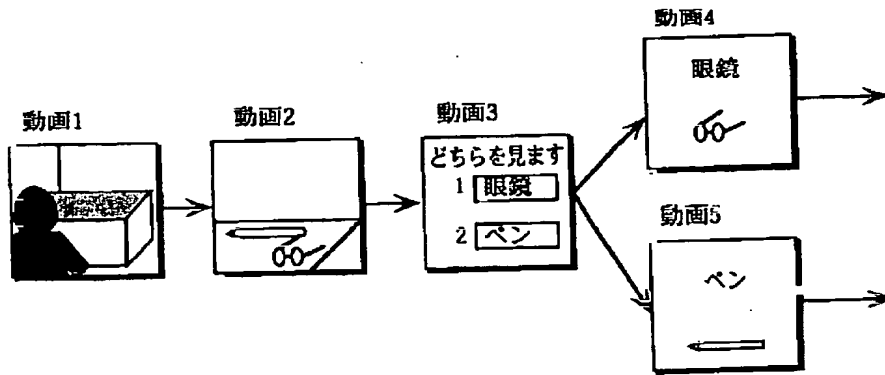 動画1
動画2
動画3
どちらを見ます
1 眼鏡
2 ペン
動画4
眼鏡
動画5
ペン